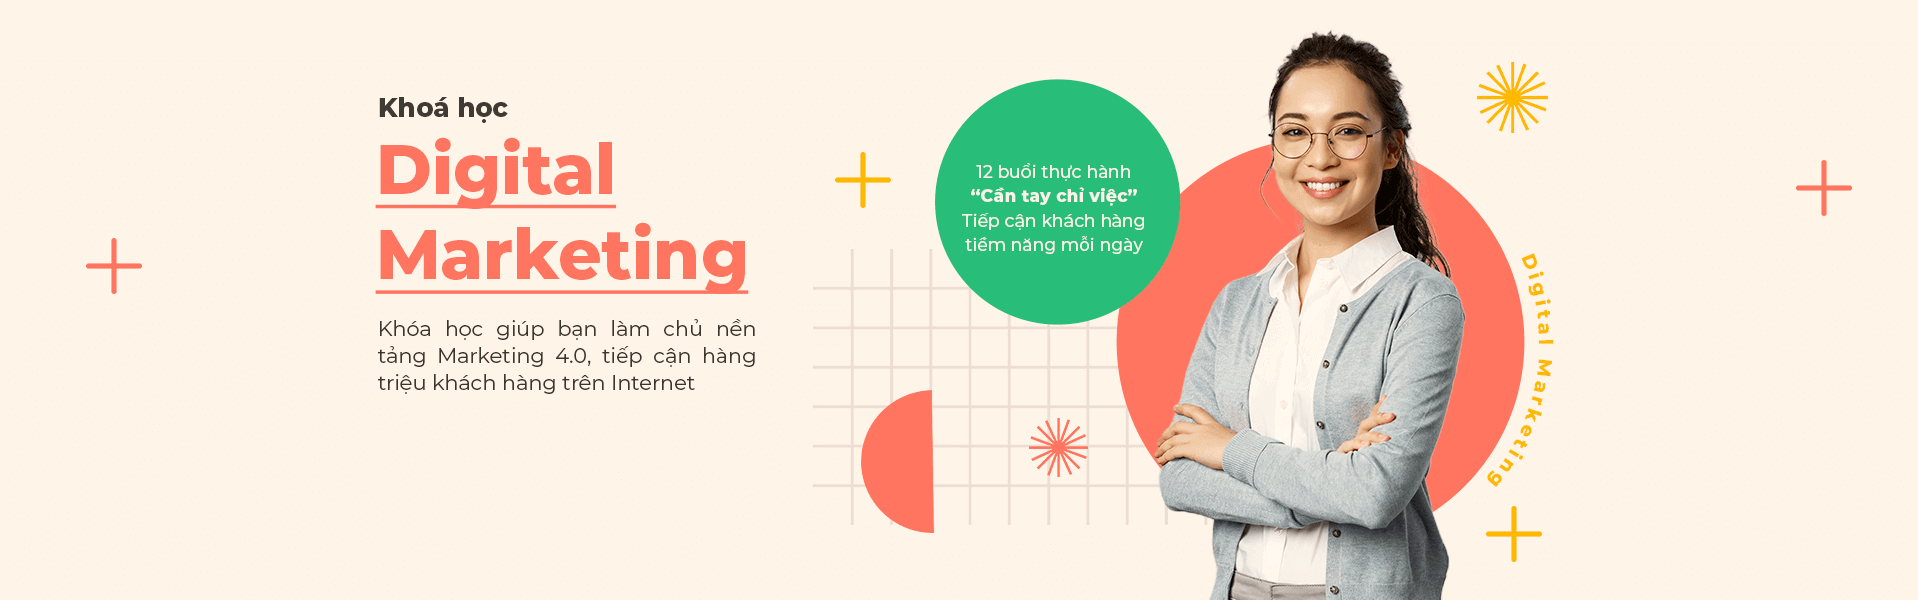 Khoá học
Digital
Marketing
Khóa học giúp bạn làm chủ nền
tảng Marketing 4.0, tiếp cận hàng
triệu khách hàng trên Internet
12 buổi thực hành
“Cần tay chỉ việc”
Tiếp cận khách hàng
tiềm năng mỗi ngày
Digital Marketing